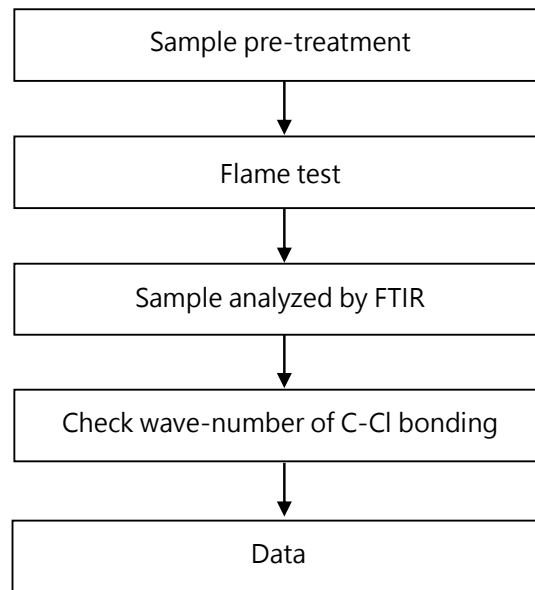 Sample pre-treatment
Flame test
Sample analyzed by FTIR
Check wave-number of C-Cl bonding
Data